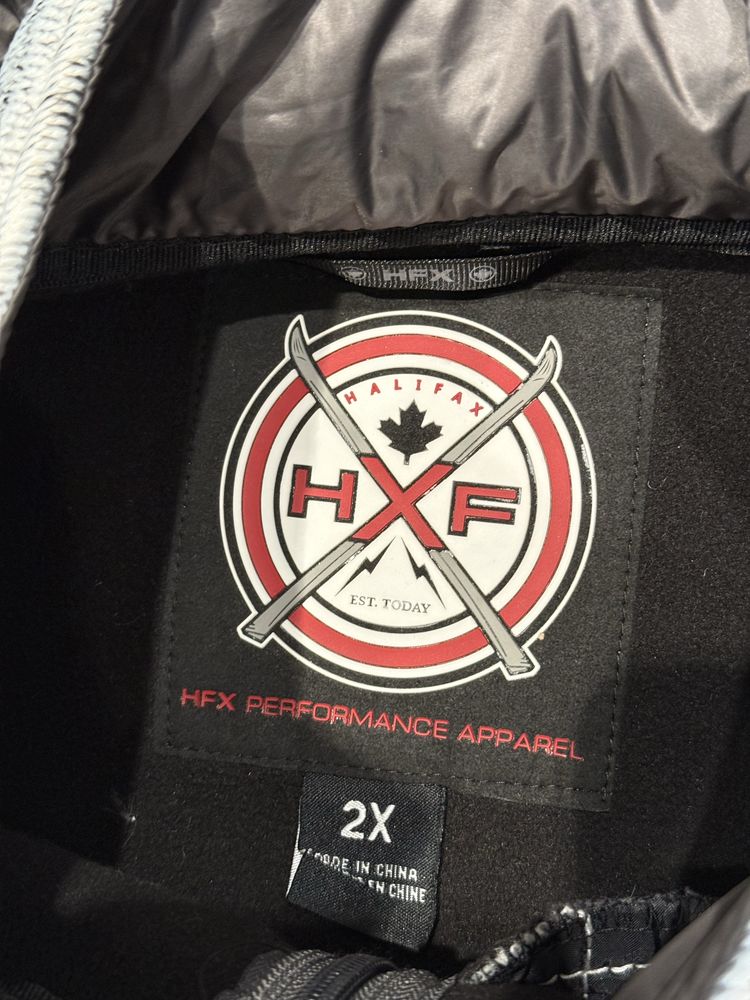 HFX
HALIFAX
HXF
EST. TODAY
HFX PERFORMANCE APPAREL
2X
MADE IN CHINA
EN CHINE